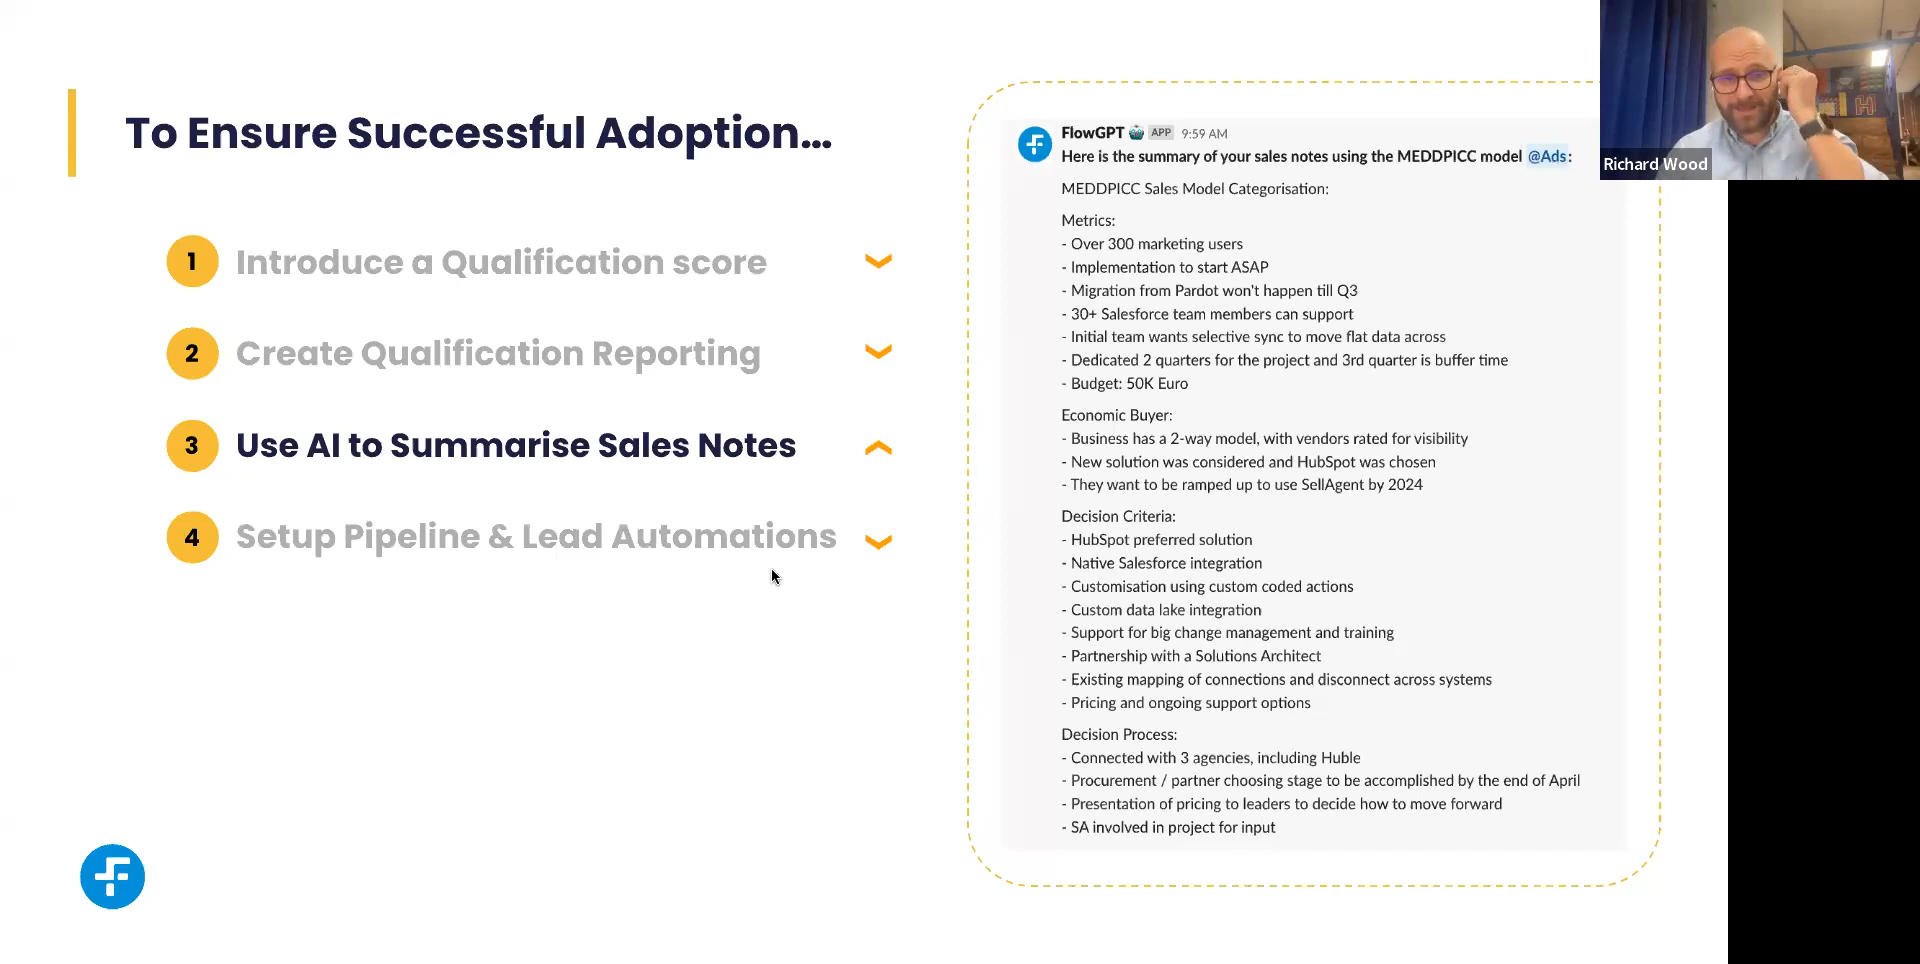 To Ensure Successful Adoption...
1 Introduce a Qualification score
2 Create Qualification Reporting
3 Use AI to Summarise Sales Notes
4 Setup Pipeline & Lead Automations
FlowGPT APP 9:59 AM
Here is the summary of your sales notes using the MEDDPICC model @Ads:
MEDDPICC Sales Model Categorisation:
Metrics:
- Over 300 marketing users
- Implementation to start ASAP
- Migration from Pardot won't happen till Q3
- 30+ Salesforce team members can support
- Initial team wants selective sync to move flat data across
- Dedicated 2 quarters for the project and 3rd quarter is buffer time
- Budget: 50K Euro
Economic Buyer:
- Business has a 2-way model, with vendors rated for visibility
- New solution was considered and HubSpot was chosen
- They want to be ramped up to use SellAgent by 2024
Decision Criteria:
- HubSpot preferred solution
- Native Salesforce integration
- Customisation using custom coded actions
- Custom data lake integration
- Support for big change management and training
- Partnership with a Solutions Architect
- Existing mapping of connections and disconnect across systems
- Pricing and ongoing support options
Decision Process:
- Connected with 3 agencies, including Huble
- Procurement / partner choosing stage to be accomplished by the end of April
- Presentation of pricing to leaders to decide how to move forward
- SA involved in project for input
Richard Wood